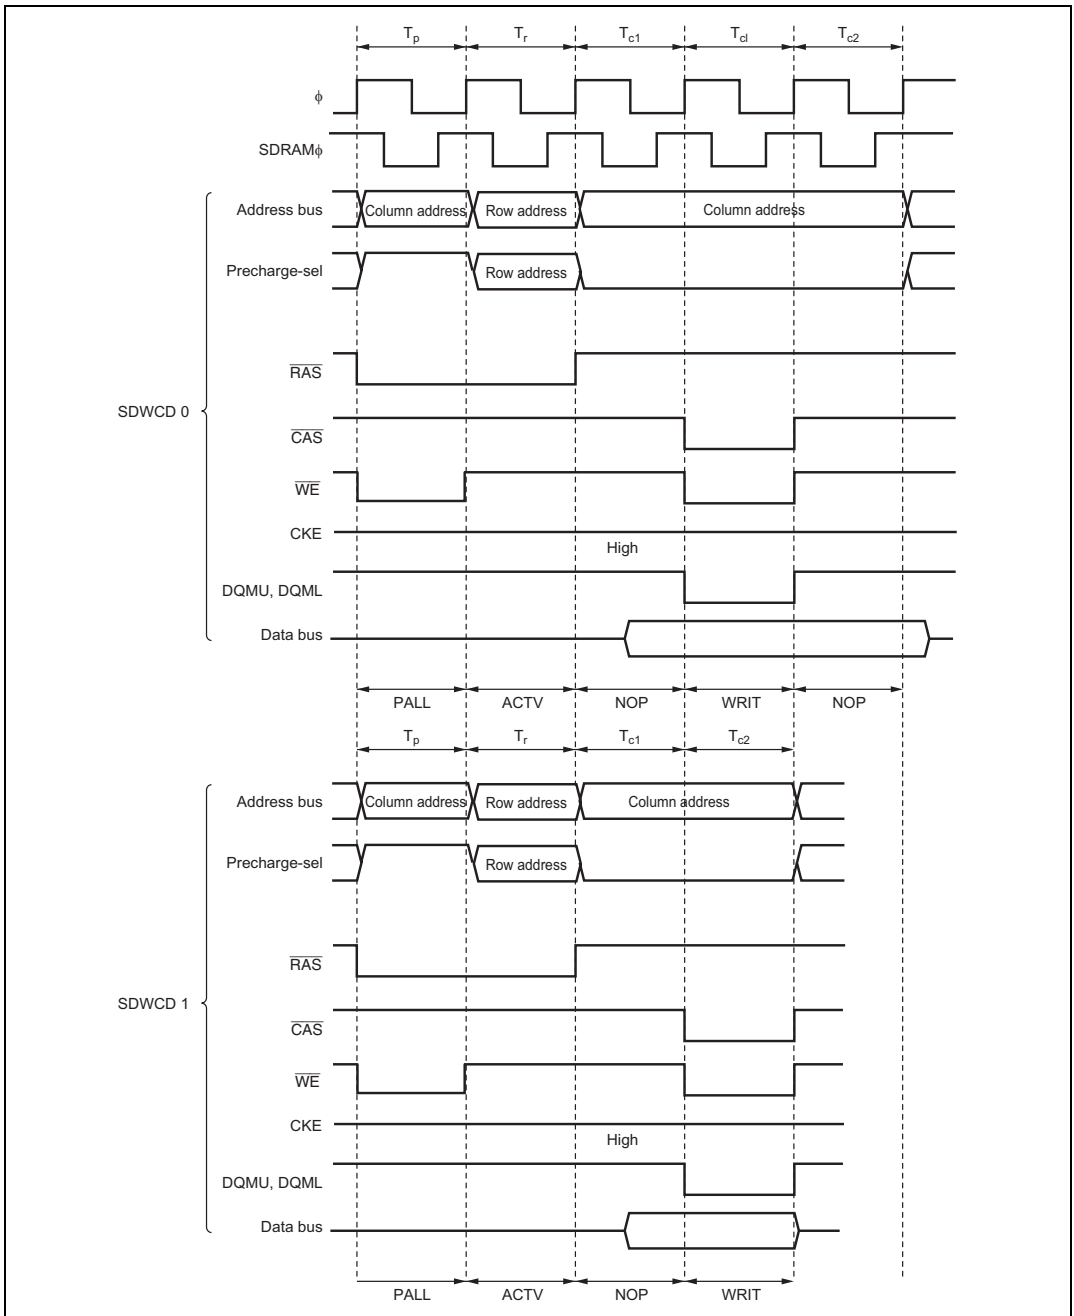 Tp Tr Tc1 Tcl Tc2
ϕ
SDRAMϕ
Address bus Column address Row address Column address
Precharge-sel Row address
RAS
SDWCD 0
CAS
WE
CKE
High
DQMU, DQML
Data bus
PALL ACTV NOP WRIT NOP
Tp Tr Tc1 Tc2
Address bus Column address Row address Column address
Precharge-sel Row address
RAS
SDWCD 1
CAS
WE
CKE
High
DQMU, DQML
Data bus
PALL ACTV NOP WRIT